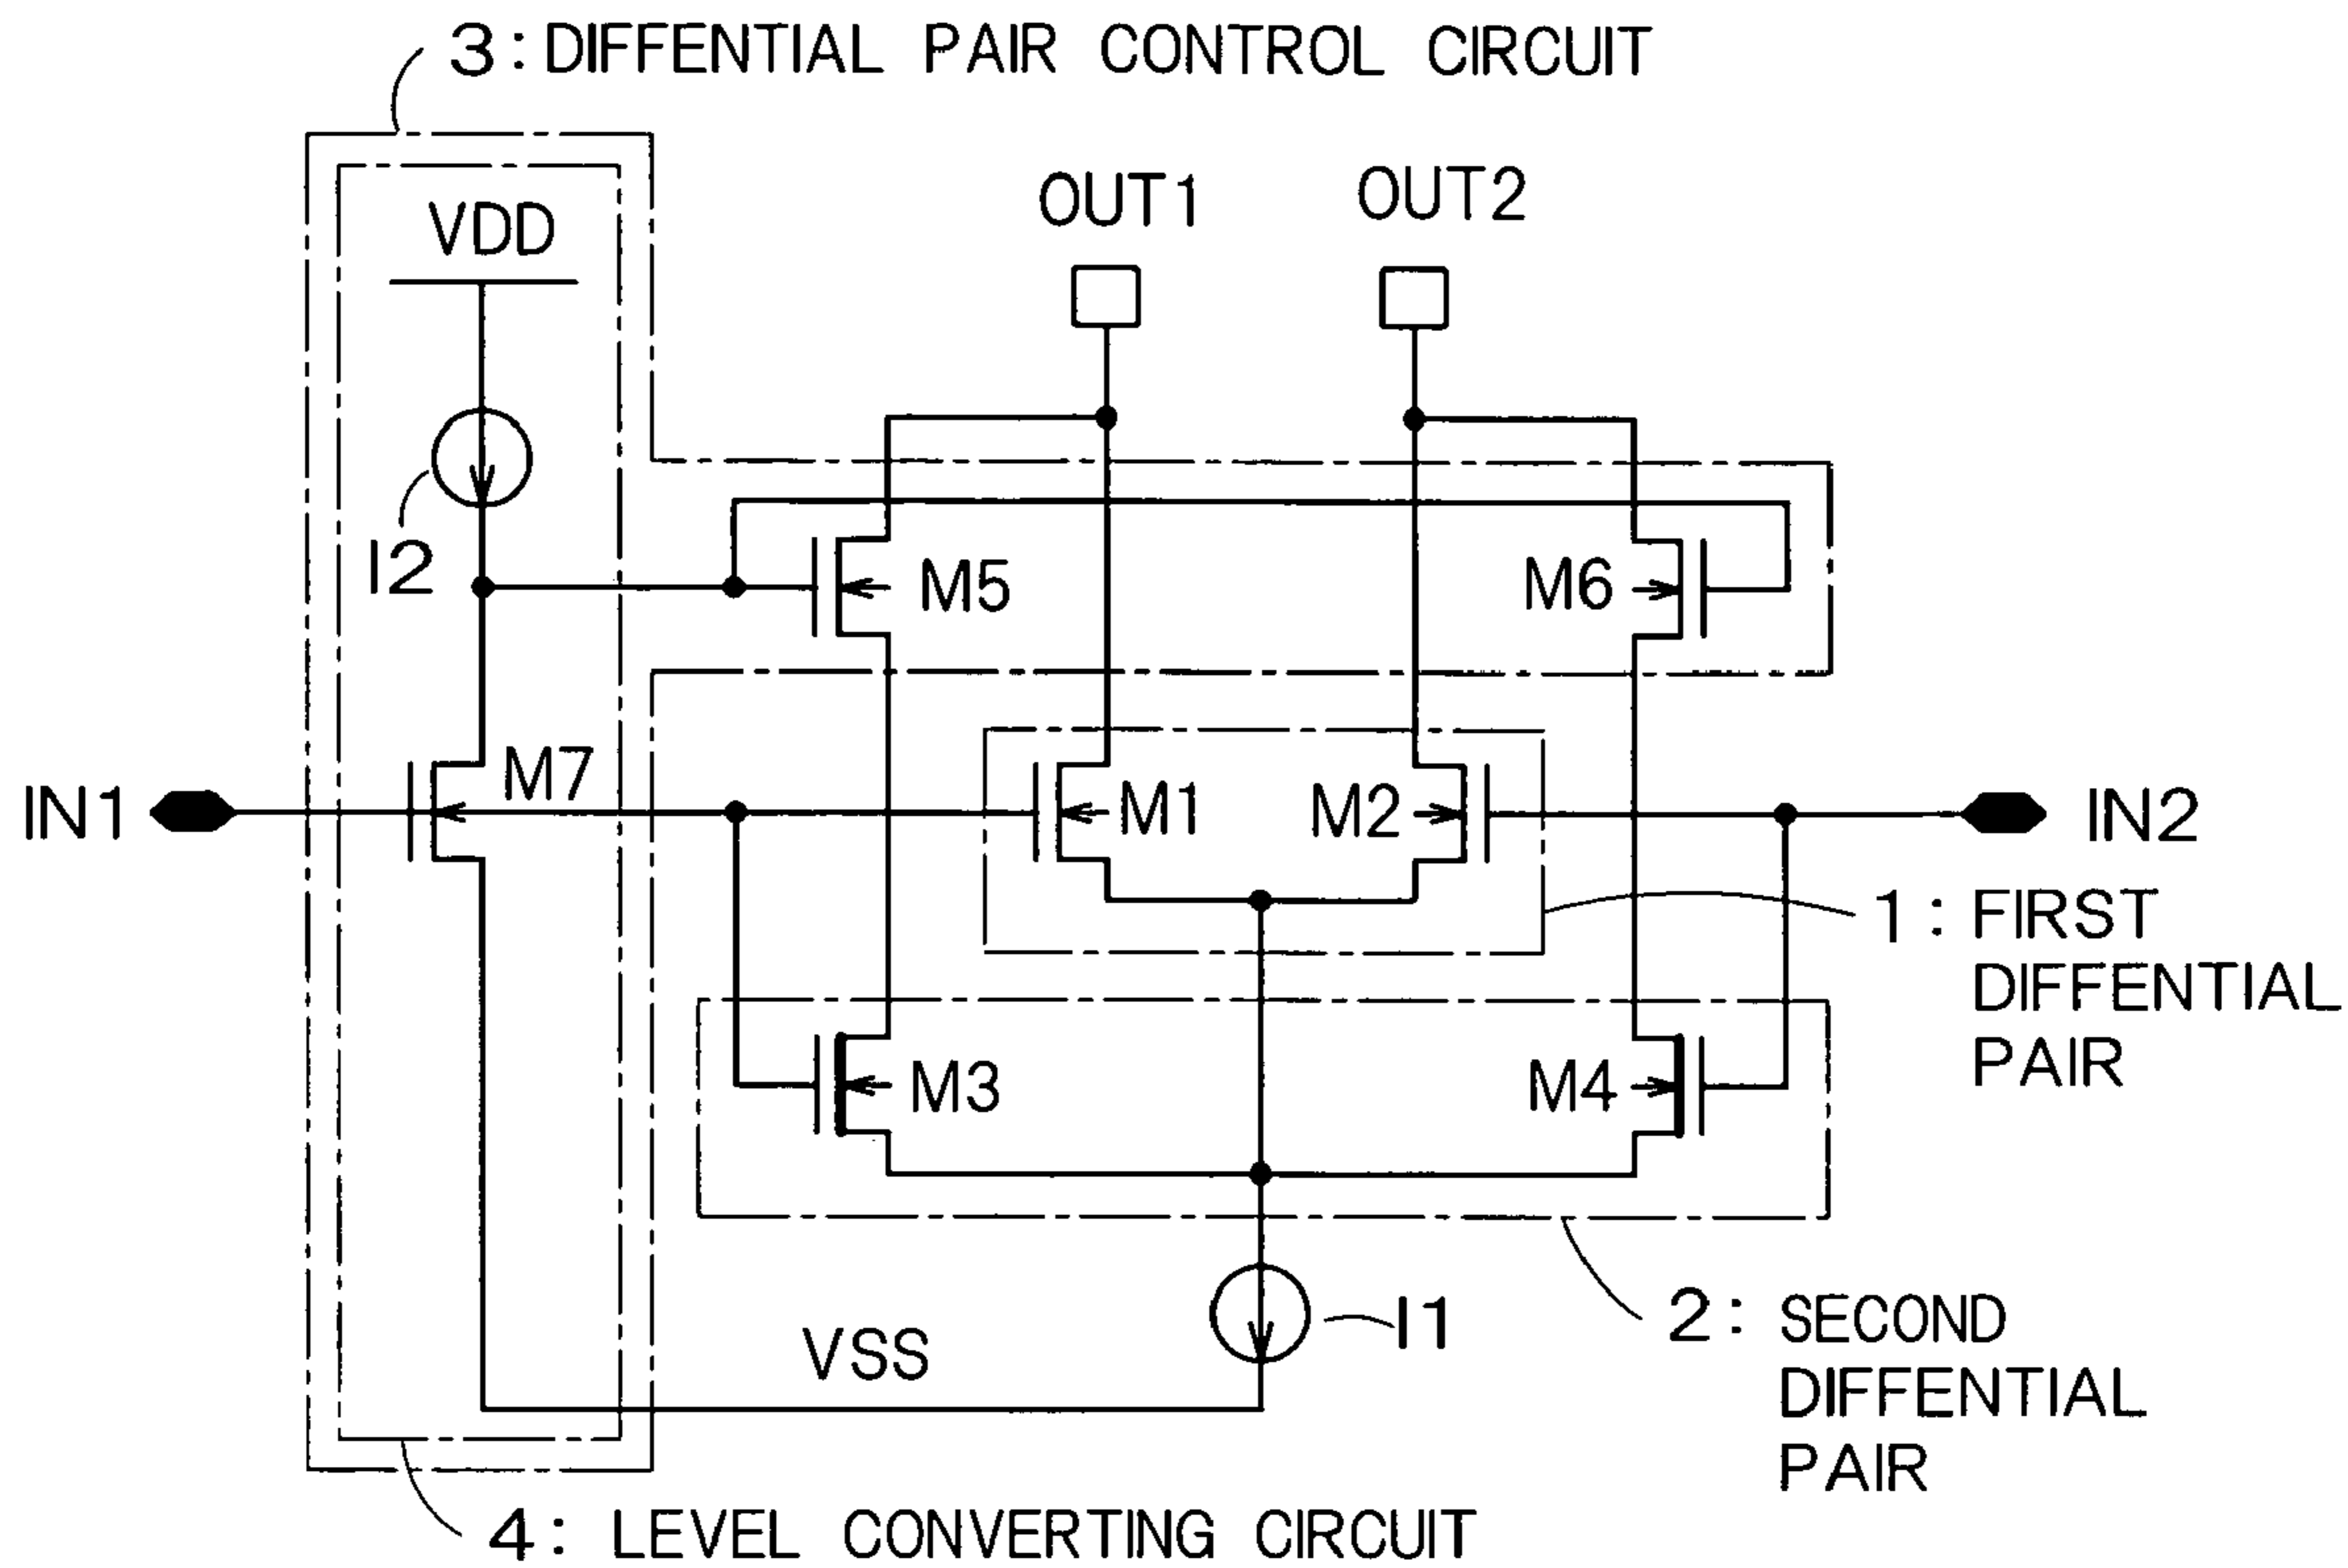 3: DIFFENTIAL PAIR CONTROL CIRCUIT
VDD
OUT1
OUT2
I2
M5
M6
IN1
M7
M1
M2
IN2
1: FIRST
DIFFENTIAL
PAIR
M3
M4
VSS
I1
2: SECOND
DIFFENTIAL
PAIR
4: LEVEL CONVERTING CIRCUIT